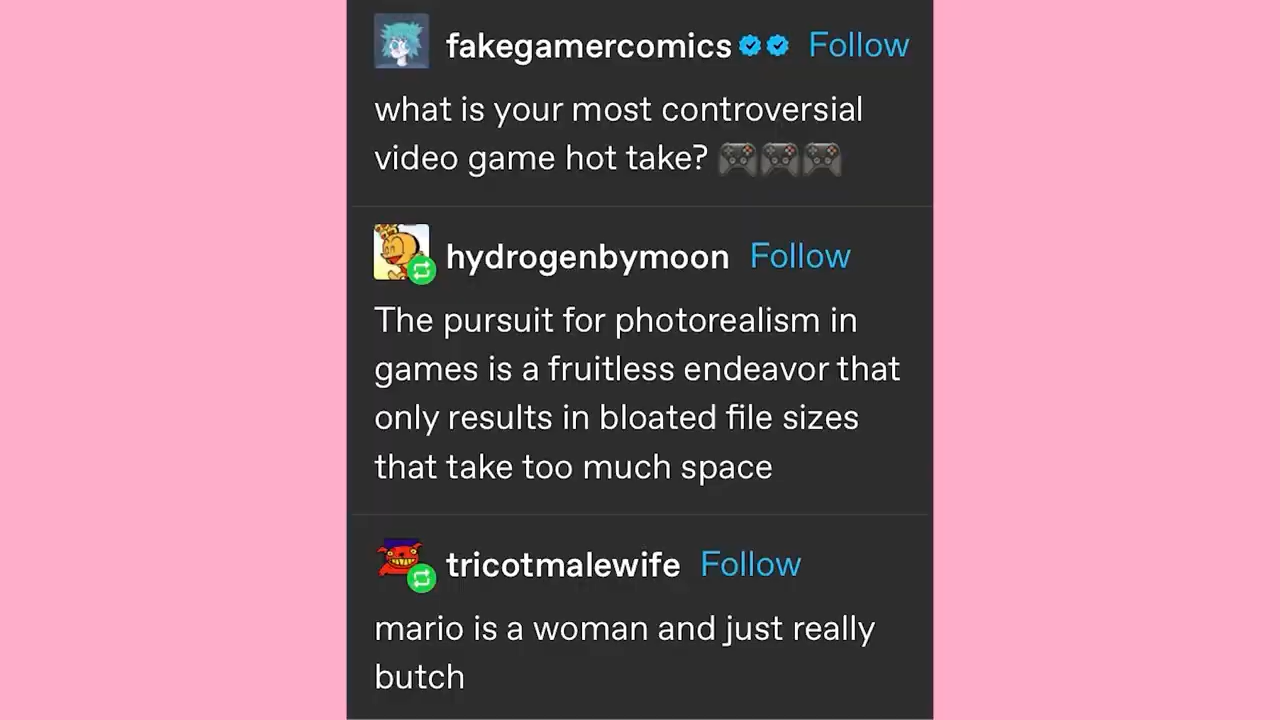 fakegamercomics Follow
what is your most controversial
video game hot take? 🎮🎮🎮
hydrogenbymoon Follow
The pursuit for photorealism in
games is a fruitless endeavor that
only results in bloated file sizes
that take too much space
tricotmalewife Follow
mario is a woman and just really
butch